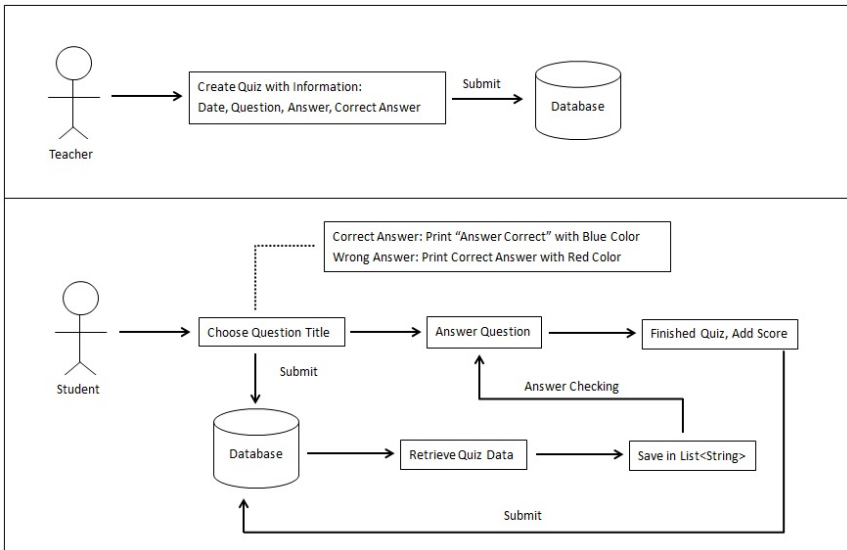 Create Quiz with Information:
Date, Question, Answer, Correct Answer
Submit
Database
Teacher
Correct Answer: Print “Answer Correct” with Blue Color
Wrong Answer: Print Correct Answer with Red Color
Choose Question Title
Answer Question
Finished Quiz, Add Score
Student
Submit
Answer Checking
Database
Retrieve Quiz Data
Save in List<String>
Submit